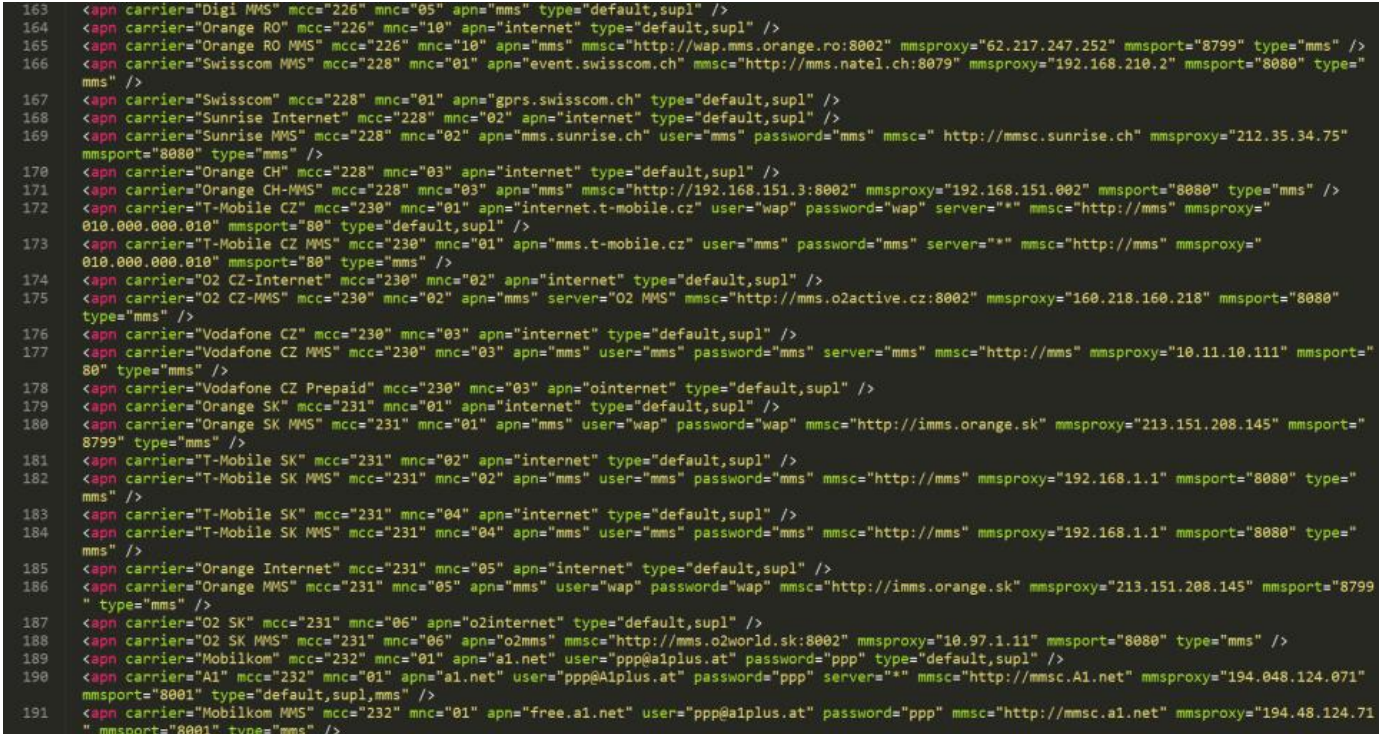 163 <apn carrier="Digi MMS" mcc="226" mnc="05" apn="mms" type="default,supl" />
164 <apn carrier="Orange RO" mcc="226" mnc="10" apn="internet" type="default,supl" />
165 <apn carrier="Orange RO MMS" mcc="226" mnc="10" apn="mms" mmsc="http://wap.mms.orange.ro:8002" mmsproxy="62.217.247.252" mmsport="8799" type="mms" />
166 <apn carrier="Swisscom MMS" mcc="228" mnc="01" apn="event.swisscom.ch" mmsc="http://mms.natel.ch:8079" mmsproxy="192.168.210.2" mmsport="8080" type="
mms" />
167 <apn carrier="Swisscom" mcc="228" mnc="01" apn="gprs.swisscom.ch" type="default,supl" />
168 <apn carrier="Sunrise Internet" mcc="228" mnc="02" apn="internet" type="default,supl" />
169 <apn carrier="Sunrise MMS" mcc="228" mnc="02" apn="mms.sunrise.ch" user="mms" password="mms" mmsc=" http://mmsc.sunrise.ch" mmsproxy="212.35.34.75"
mmsport="8080" type="mms" />
170 <apn carrier="Orange CH" mcc="228" mnc="03" apn="internet" type="default,supl" />
171 <apn carrier="Orange CH-MMS" mcc="228" mnc="03" apn="mms" mmsc="http://192.168.151.3:8002" mmsproxy="192.168.151.002" mmsport="8080" type="mms" />
172 <apn carrier="T-Mobile CZ" mcc="230" mnc="01" apn="internet.t-mobile.cz" user="wap" password="wap" server="*" mmsc="http://mms" mmsproxy="
010.000.000.010" mmsport="80" type="default,supl" />
173 <apn carrier="T-Mobile CZ MMS" mcc="230" mnc="01" apn="mms.t-mobile.cz" user="mms" password="mms" server="*" mmsc="http://mms" mmsproxy="
010.000.000.010" mmsport="80" type="mms" />
174 <apn carrier="O2 CZ-Internet" mcc="230" mnc="02" apn="internet" type="default,supl" />
175 <apn carrier="O2 CZ-MMS" mcc="230" mnc="02" apn="mms" server="O2 MMS" mmsc="http://mms.o2active.cz:8002" mmsproxy="160.218.160.218" mmsport="8080"
type="mms" />
176 <apn carrier="Vodafone CZ" mcc="230" mnc="03" apn="internet" type="default,supl" />
177 <apn carrier="Vodafone CZ MMS" mcc="230" mnc="03" apn="mms" user="mms" password="mms" server="mms" mmsc="http://mms" mmsproxy="10.11.10.111" mmsport="
80" type="mms" />
178 <apn carrier="Vodafone CZ Prepaid" mcc="230" mnc="03" apn="ointernet" type="default,supl" />
179 <apn carrier="Orange SK" mcc="231" mnc="01" apn="internet" type="default,supl" />
180 <apn carrier="Orange SK MMS" mcc="231" mnc="01" apn="mms" user="wap" password="wap" mmsc="http://imms.orange.sk" mmsproxy="213.151.208.145" mmsport="
8799" type="mms" />
181 <apn carrier="T-Mobile SK" mcc="231" mnc="02" apn="internet" type="default,supl" />
182 <apn carrier="T-Mobile SK MMS" mcc="231" mnc="02" apn="mms" user="mms" password="mms" mmsc="http://mms" mmsproxy="192.168.1.1" mmsport="8080" type="
mms" />
183 <apn carrier="T-Mobile SK" mcc="231" mnc="04" apn="internet" type="default,supl" />
184 <apn carrier="T-Mobile SK MMS" mcc="231" mnc="04" apn="mms" user="mms" password="mms" mmsc="http://mms" mmsproxy="192.168.1.1" mmsport="8080" type="
mms" />
185 <apn carrier="Orange Internet" mcc="231" mnc="05" apn="internet" type="default,supl" />
186 <apn carrier="Orange MMS" mcc="231" mnc="05" apn="mms" user="wap" password="wap" mmsc="http://imms.orange.sk" mmsproxy="213.151.208.145" mmsport="8799
" type="mms" />
187 <apn carrier="O2 SK" mcc="231" mnc="06" apn="o2internet" type="default,supl" />
188 <apn carrier="O2 SK MMS" mcc="231" mnc="06" apn="o2mms" mmsc="http://mms.o2world.sk:8002" mmsproxy="10.97.1.11" mmsport="8080" type="mms" />
189 <apn carrier="Mobilkom" mcc="232" mnc="01" apn="a1.net" user="ppp@a1plus.at" password="ppp" type="default,supl" />
190 <apn carrier="A1" mcc="232" mnc="01" apn="a1.net" user="ppp@A1plus.at" password="ppp" server="*" mmsc="http://mmsc.A1.net" mmsproxy="194.048.124.071"
mmsport="8001" type="default,supl,mms" />
191 <apn carrier="Mobilkom MMS" mcc="232" mnc="01" apn="free.a1.net" user="ppp@a1plus.at" password="ppp" mmsc="http://mmsc.a1.net" mmsproxy="194.48.124.71
" mmsport="8001" type="mms" />